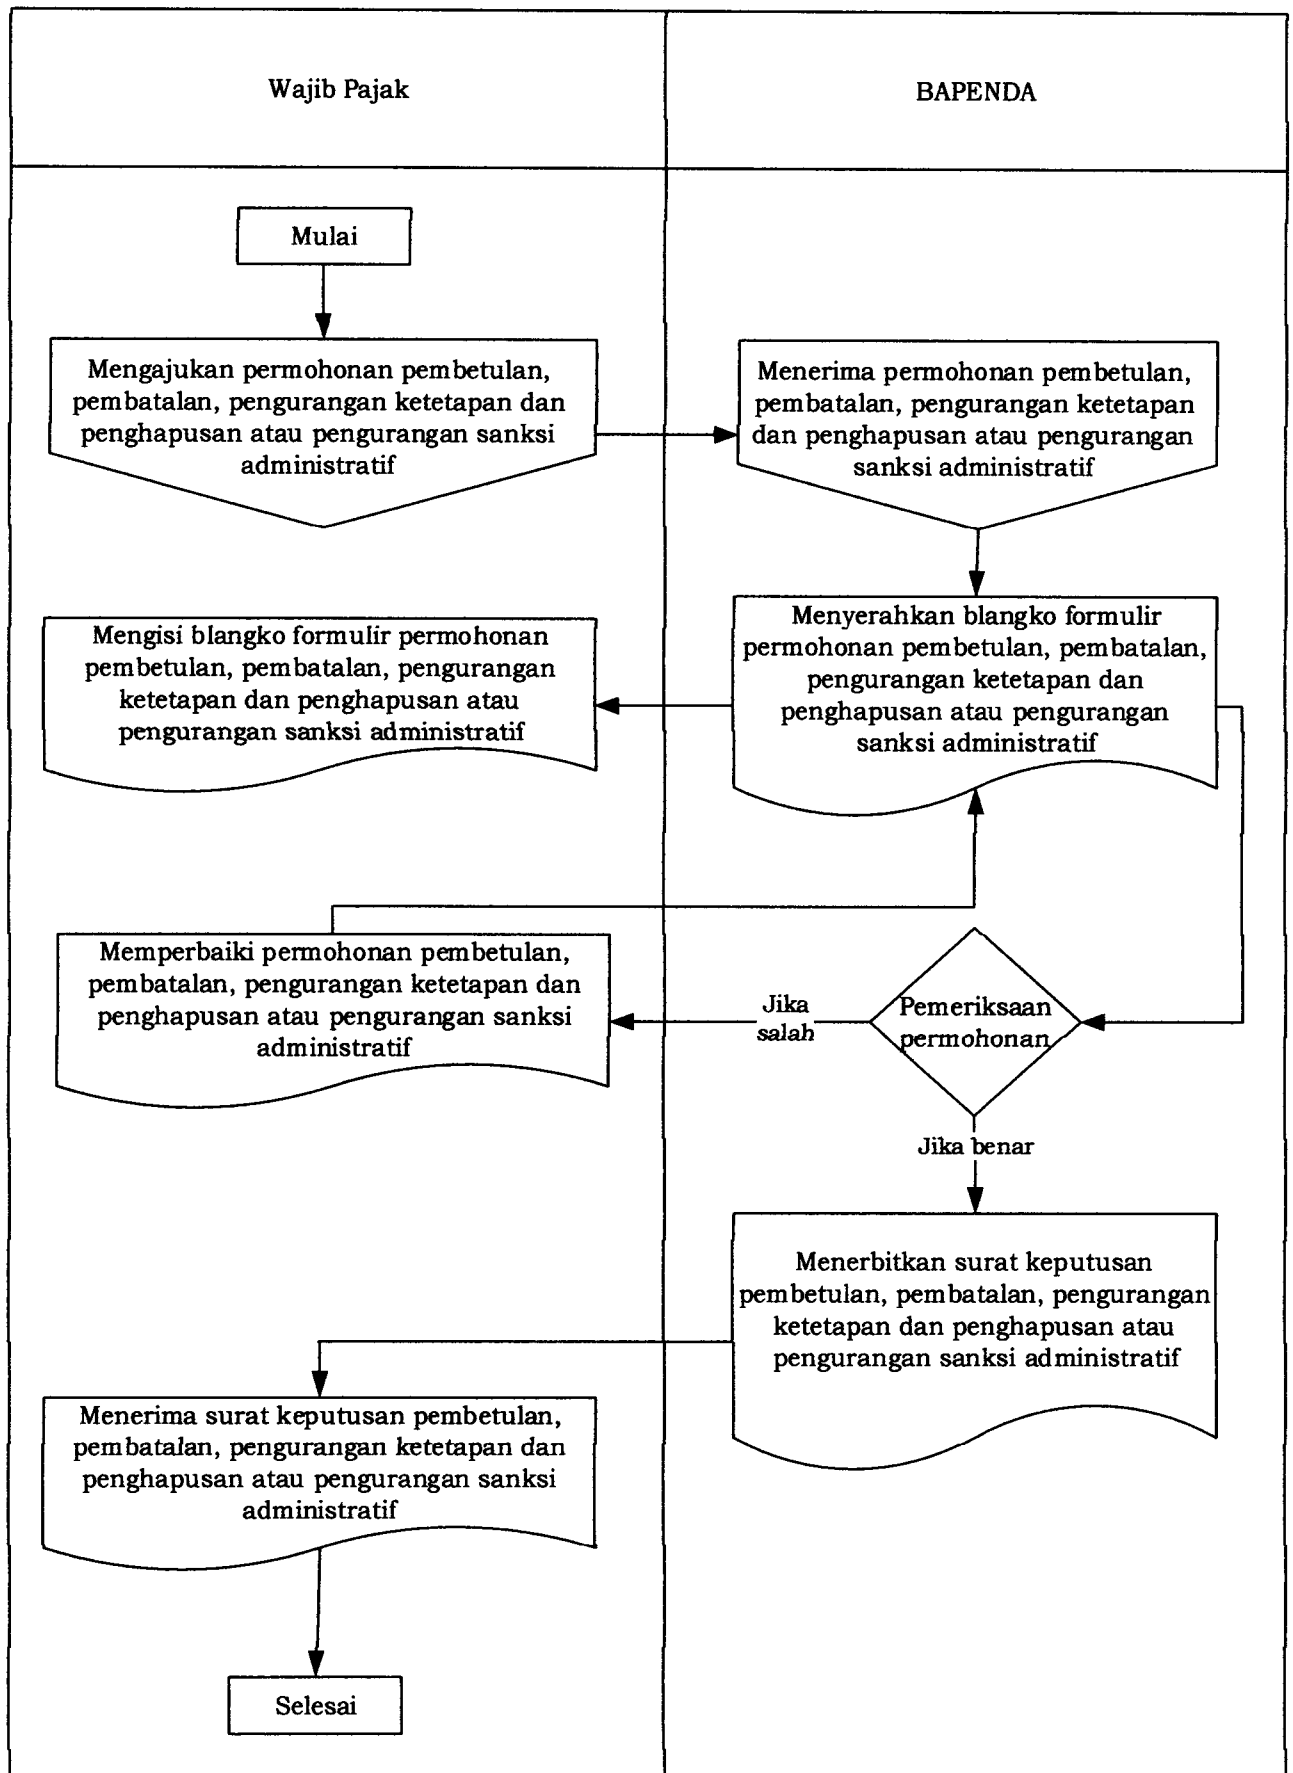 Wajib Pajak
BAPENDA
Mulai
Mengajukan permohonan pembetulan,
pembatalan, pengurangan ketetapan dan
penghapusan atau pengurangan sanksi
administratif
Menerima permohonan pembetulan,
pembatalan, pengurangan ketetapan
dan penghapusan atau pengurangan
sanksi administratif
Mengisi blangko formulir permohonan
pembetulan, pembatalan, pengurangan
ketetapan dan penghapusan atau
pengurangan sanksi administratif
Menyerahkan blangko formulir
permohonan pembetulan, pembatalan,
pengurangan ketetapan dan
penghapusan atau pengurangan
sanksi administratif
Memperbaiki permohonan pembetulan,
pembatalan, pengurangan ketetapan dan
penghapusan atau pengurangan sanksi
administratif
Jika
salah
Pemeriksaan
permohonan
Jika benar
Menerbitkan surat keputusan
pembetulan, pembatalan, pengurangan
ketetapan dan penghapusan atau
pengurangan sanksi administratif
Menerima surat keputusan pembetulan,
pembatalan, pengurangan ketetapan dan
penghapusan atau pengurangan sanksi
administratif
Selesai